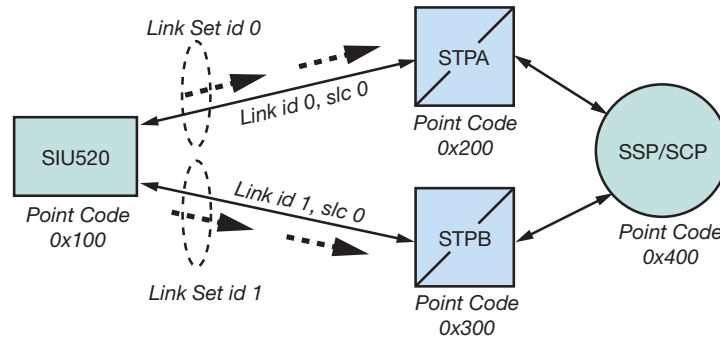 Link Set id 0
STPA
Link id 0, slc 0
Point Code
0x200
SIU520
SSP/SCP
Point Code
0x100
Link id 1, slc 0
STPB
Point Code
0x400
Link Set id 1
Point Code
0x300